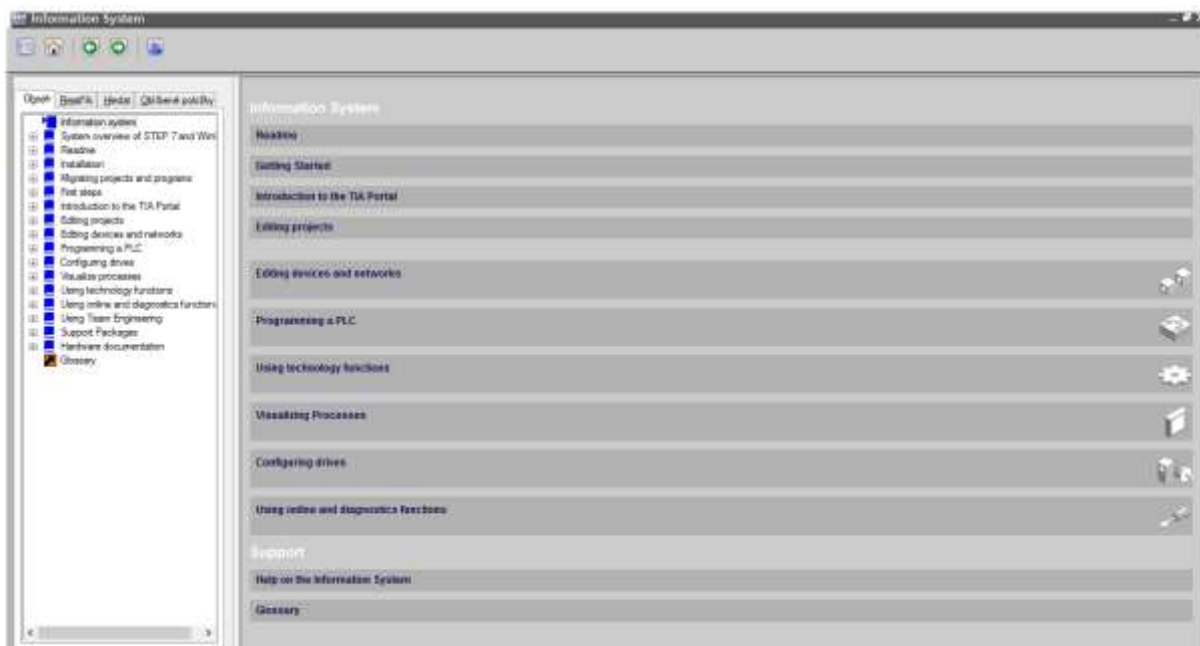 Information System
Obsah
Hledat Oblíbené položky
Information system
System overview of STEP 7 and Win
Readme
Installation
Migrating projects and programs
First steps
Introduction to the TIA Portal
Editing projects
Editing devices and networks
Programming a PLC
Configuring drives
Visualize processes
Using technology functions
Using online and diagnostics function
Using Team Engineering
Support Packages
Hardware documentation
Glossary
Information System
Readme
Getting Started
Introduction to the TIA Portal
Editing projects
Editing devices and networks
Programming a PLC
Using technology functions
Visualizing Processes
Configuring drives
Using online and diagnostics functions
Support
Help on the Information System
Glossary